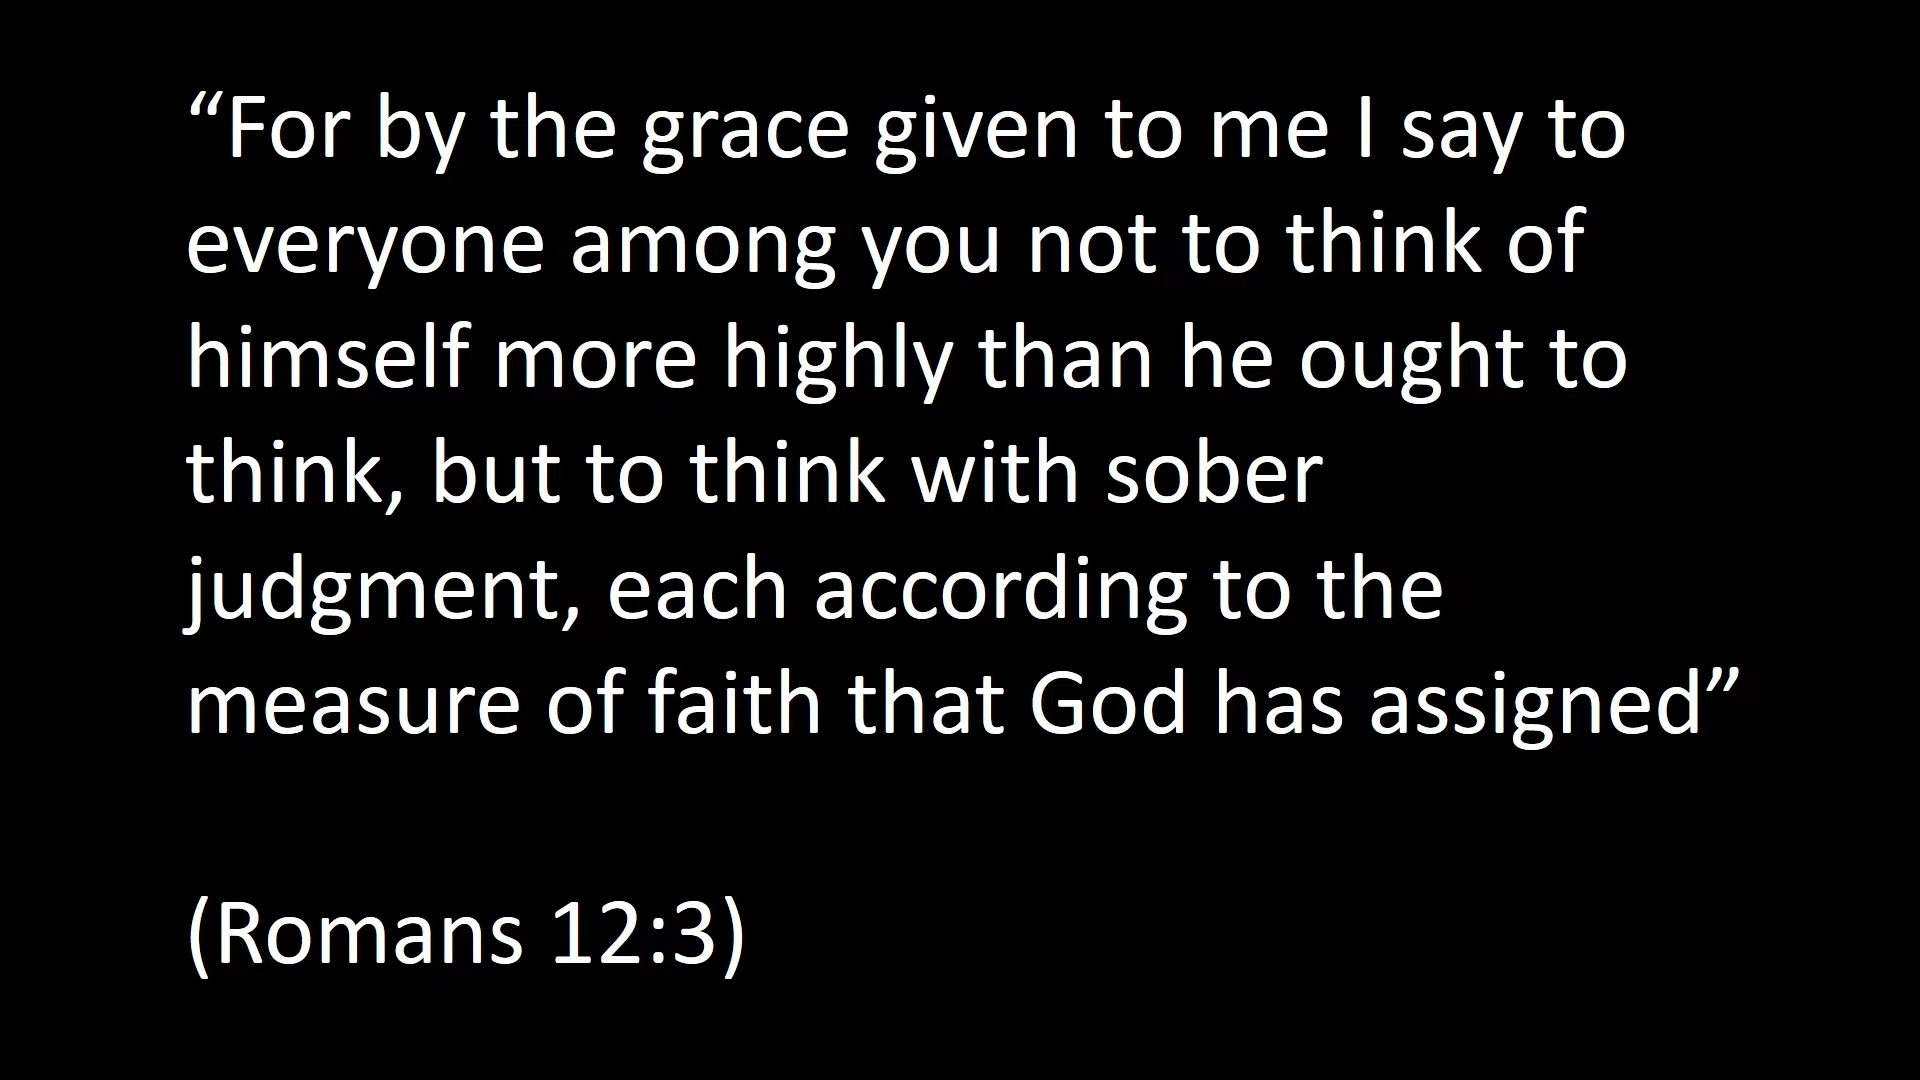 “For by the grace given to me I say to
everyone among you not to think of
himself more highly than he ought to
think, but to think with sober
judgment, each according to the
measure of faith that God has assigned”
(Romans 12:3)